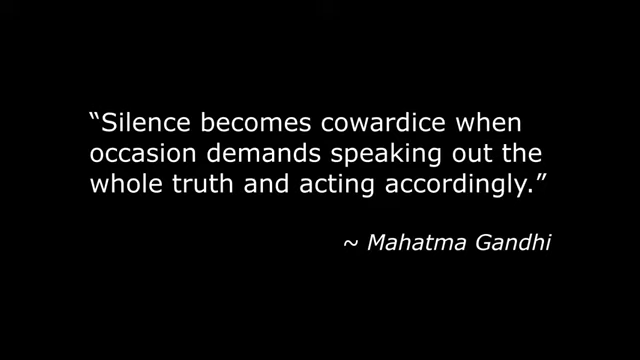 “Silence becomes cowardice when
occasion demands speaking out the
whole truth and acting accordingly.”
~ Mahatma Gandhi